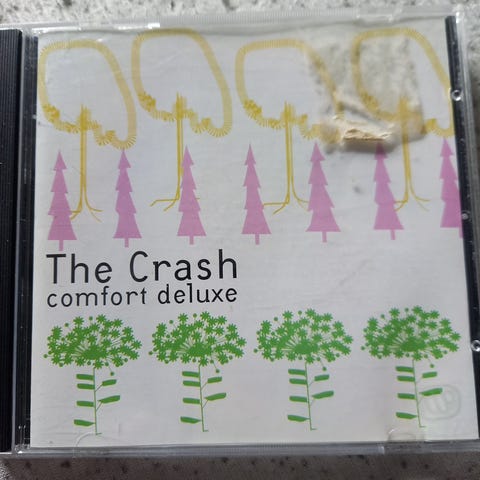 The Crash
comfort deluxe